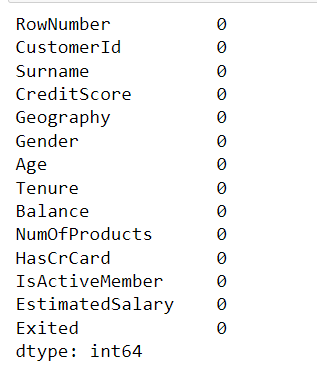 RowNumber 0
CustomerId 0
Surname 0
CreditScore 0
Geography 0
Gender 0
Age 0
Tenure 0
Balance 0
NumOfProducts 0
HasCrCard 0
IsActiveMember 0
EstimatedSalary 0
Exited 0
dtype: int64